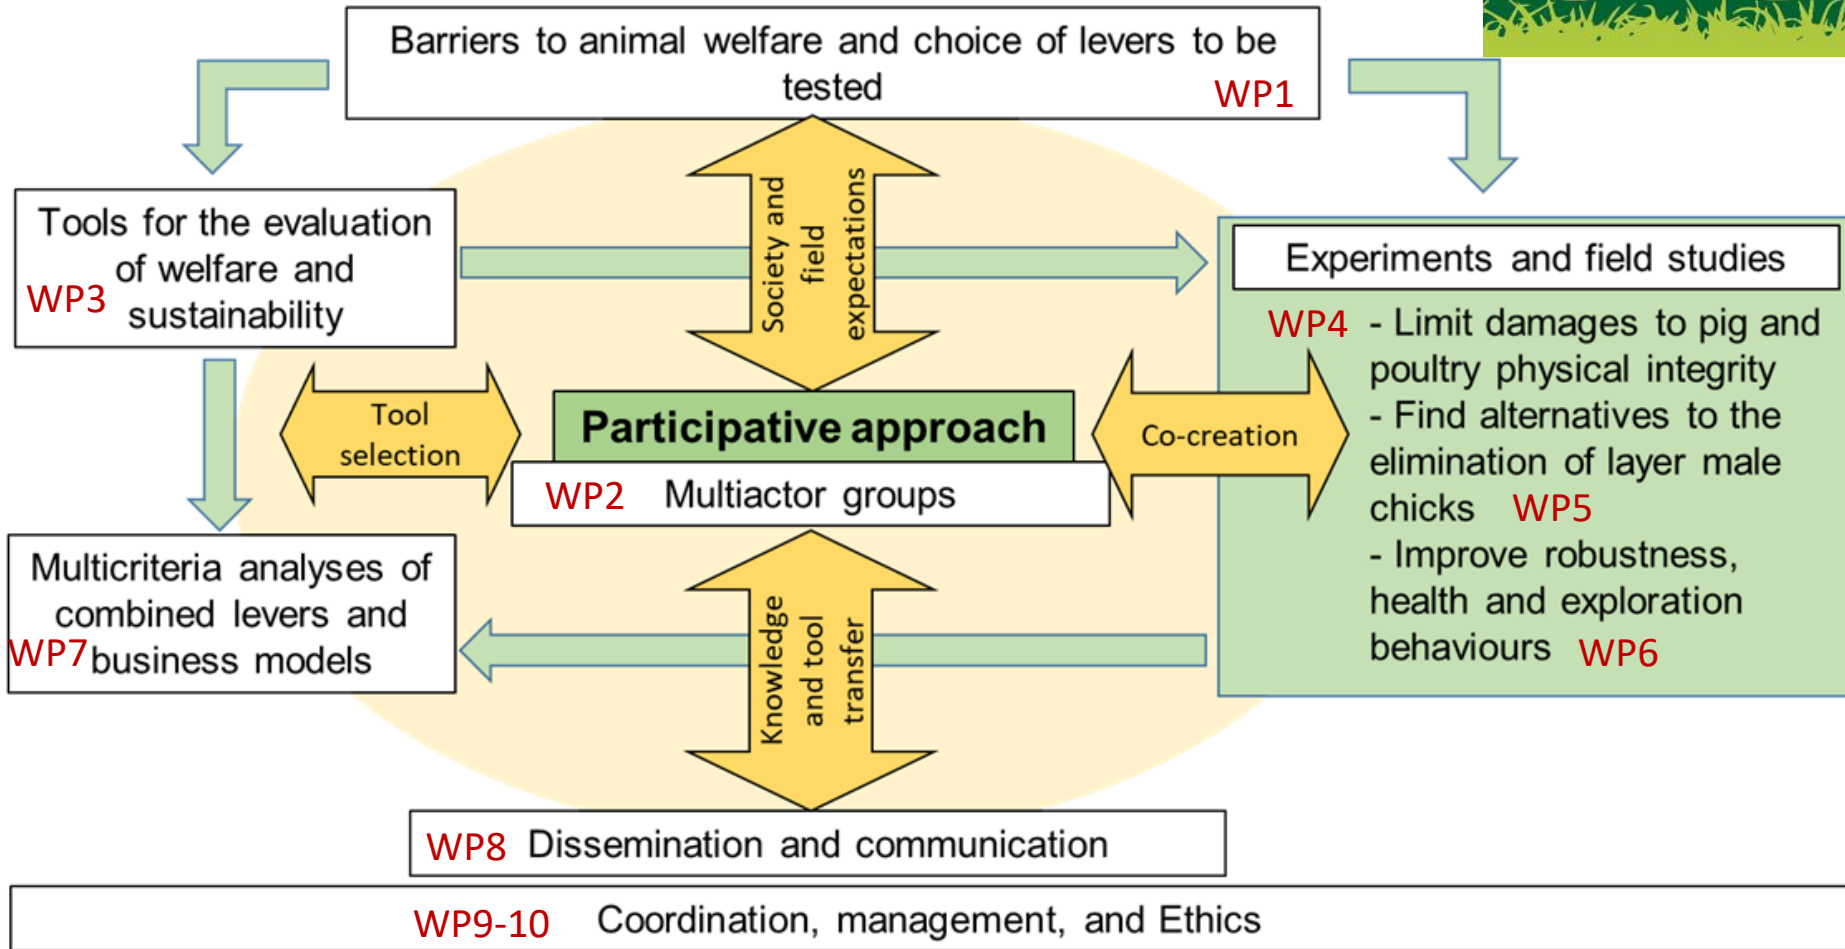 Barriers to animal welfare and choice of levers to be
tested
WP1
Society and
field
expectations
Tools for the evaluation
of welfare and
sustainability
WP3
Experiments and field studies
WP4 - Limit damages to pig and
poultry physical integrity
- Find alternatives to the
elimination of layer male
chicks WP5
- Improve robustness,
health and exploration
behaviours WP6
Tool
selection
Participative approach
WP2 Multiactor groups
Co-creation
Multicriteria analyses of
combined levers and
WP7 business models
Knowledge
and tool
transfer
WP8 Dissemination and communication
WP9-10 Coordination, management, and Ethics